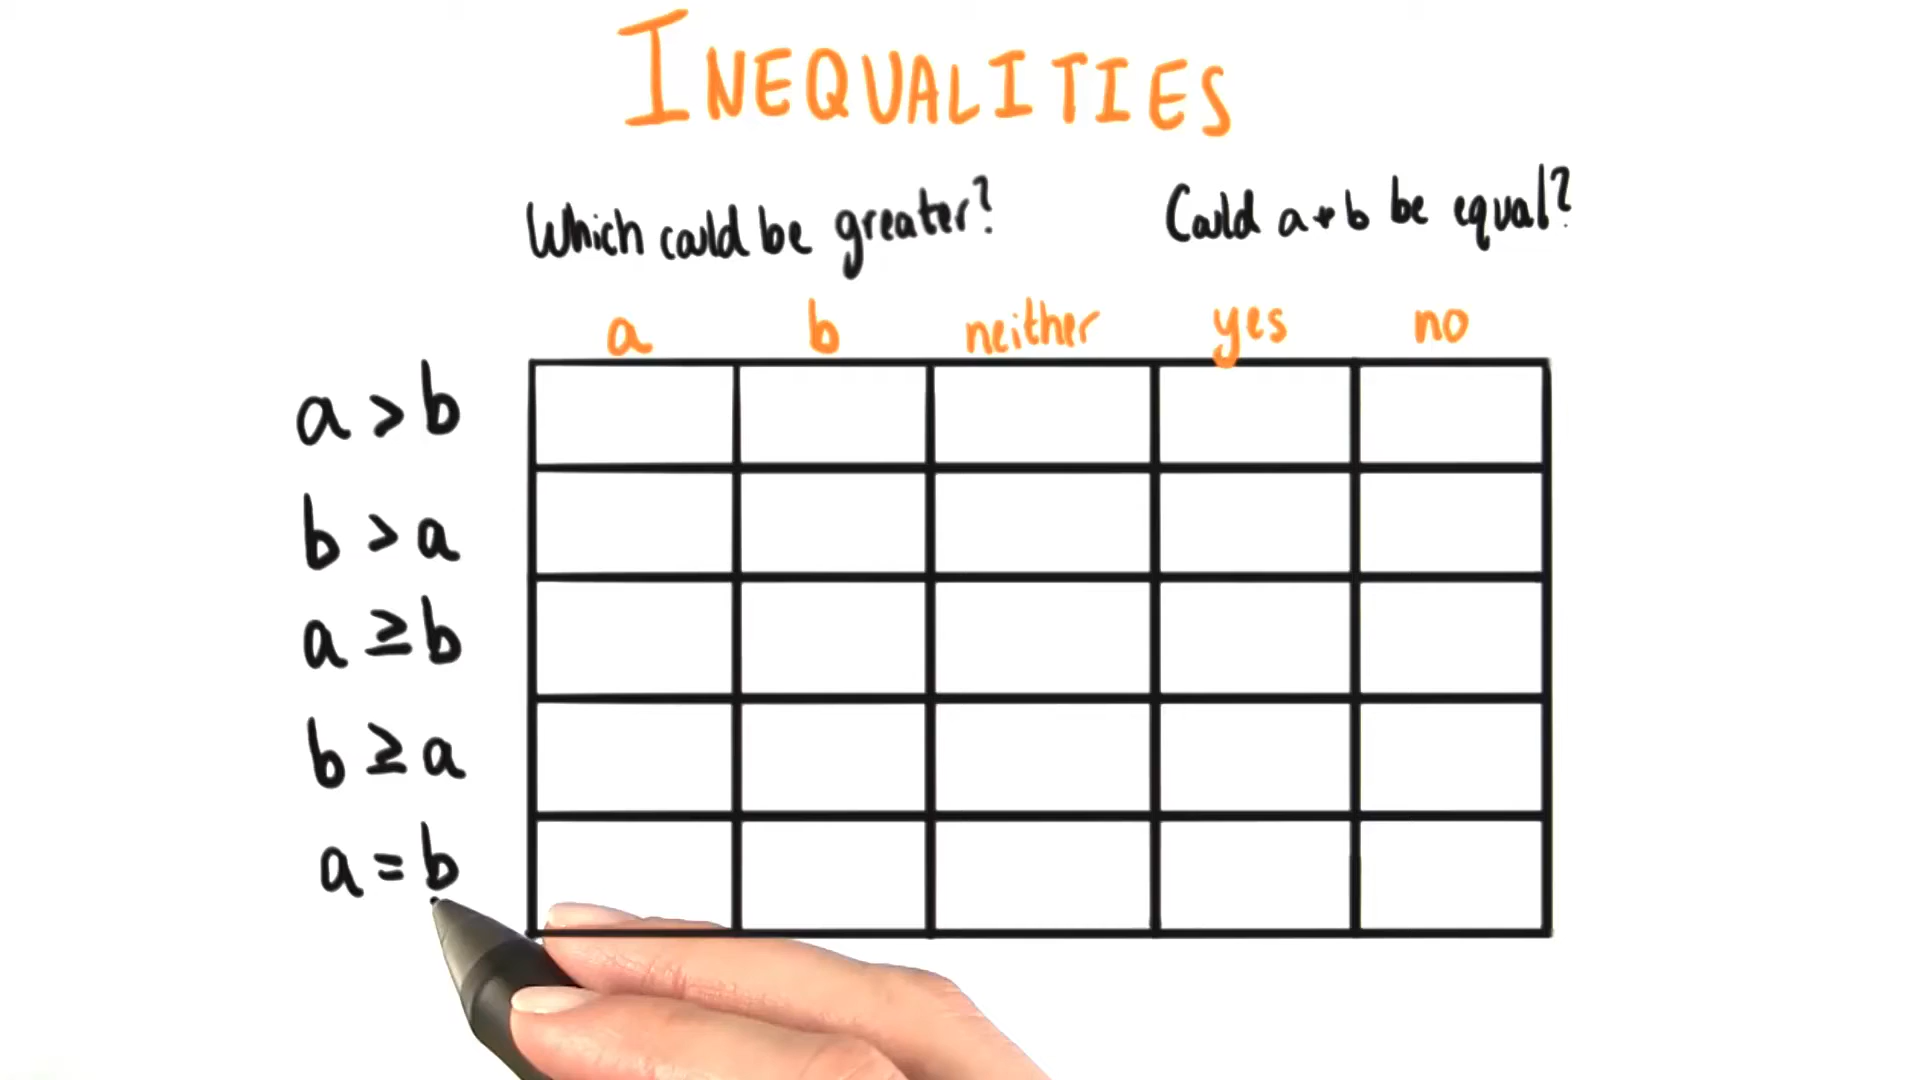 INEQUALITIES
Which could be greater? Could a + b be equal?
a b neither yes no
a > b
b > a
a ≥ b
b ≥ a
a = b